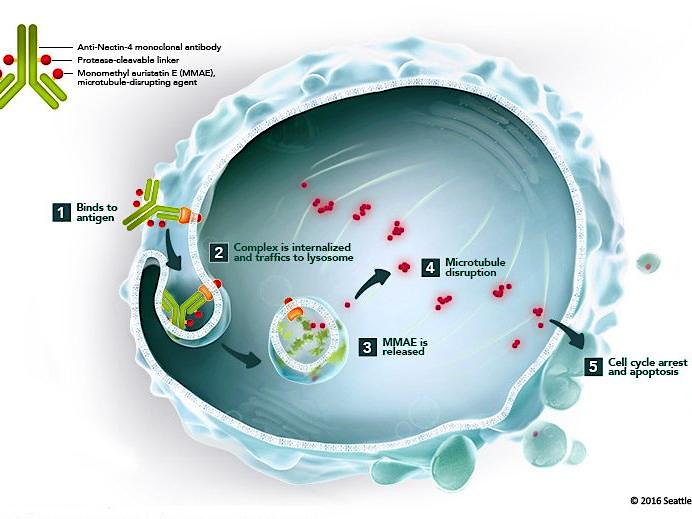 Anti-Nectin-4 monoclonal antibody
Protease-cleavable linker
Monomethyl auristatin E (MMAE),
microtubule-disrupting agent
1 Binds to
antigen
2 Complex is internalized
and traffics to lysosome
4 Microtubule
disruption
3 MMAE is
released
5 Cell cycle arrest
and apoptosis
© 2016 Seattle